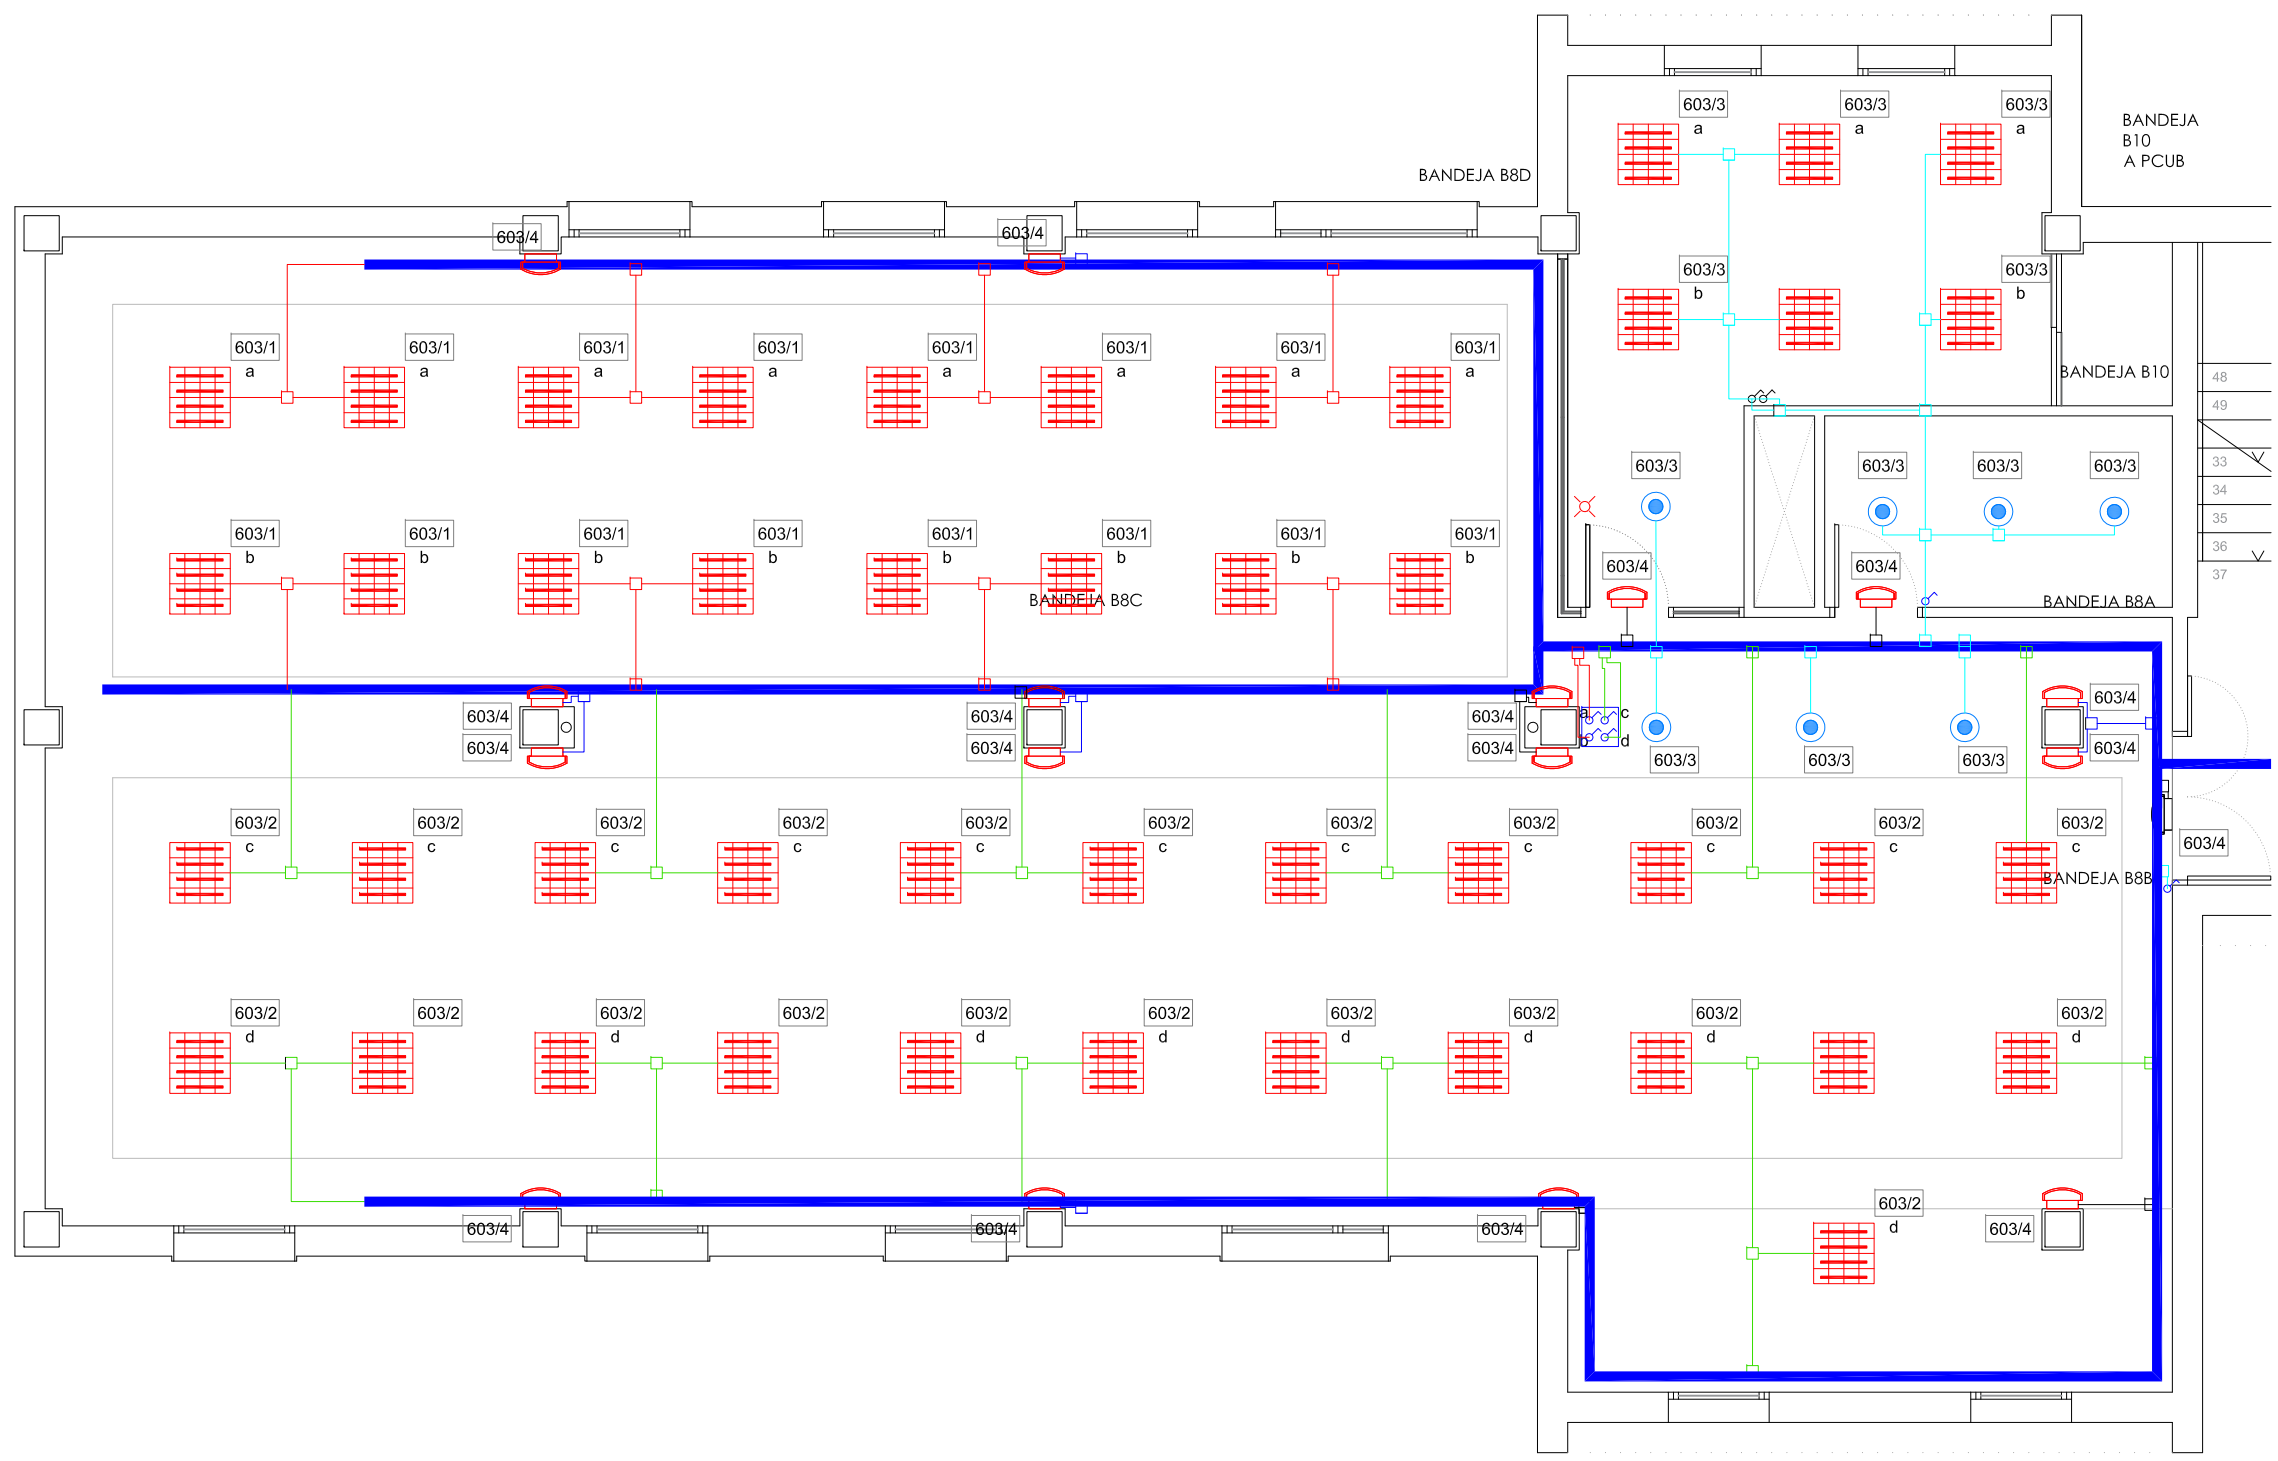 603/3 603/3 603/3
a a a
BANDEJA
B10
A PCUB
BANDEJA B8D
603/4 603/4
603/3 603/3
b b
603/1 603/1 603/1 603/1 603/1 603/1 603/1 603/1
a a a a a a a a
BANDEJA B10
48
49
603/3 603/3 603/3 603/3
33
34
35
36
37
603/1 603/1 603/1 603/1 603/1 603/1 603/1 603/1
b b b b b b b b
603/4 603/4
BANDEJA B8C
BANDEJA B8A
603/4 603/4 603/4 603/4
a c
b d
603/4 603/4 603/4 603/4
603/3 603/3 603/3
603/2 603/2 603/2 603/2 603/2 603/2 603/2 603/2 603/2 603/2 603/2
c c c c c c c c c c c
603/4
BANDEJA B8B
603/2 603/2 603/2 603/2 603/2 603/2 603/2 603/2 603/2 603/2
d d d d d d d d
603/2
d
603/4 603/4 603/4 603/4